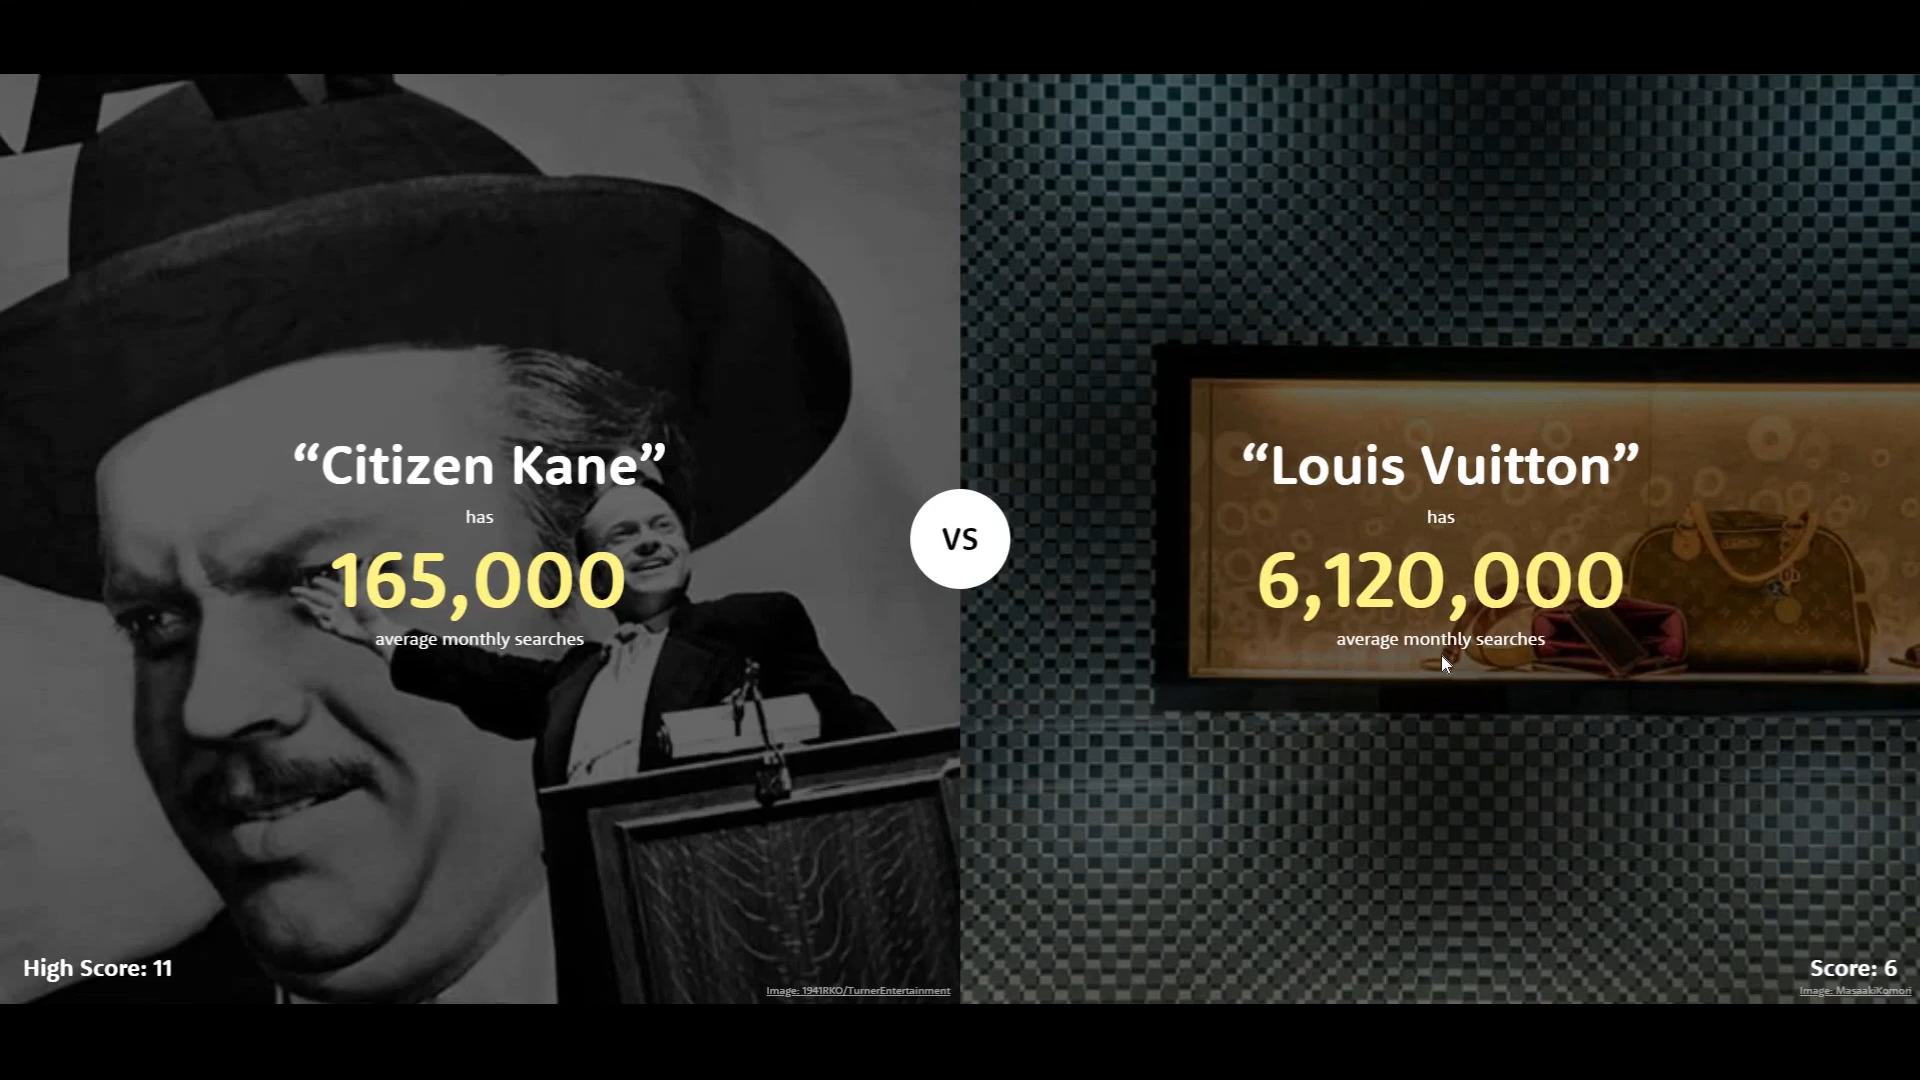 “Citizen Kane”
has
165,000
average monthly searches
VS
“Louis Vuitton”
has
6,120,000
average monthly searches
High Score: 11
Image: 1941RKO/TurnerEntertainment
Score: 6
Image: MasaakiKomori